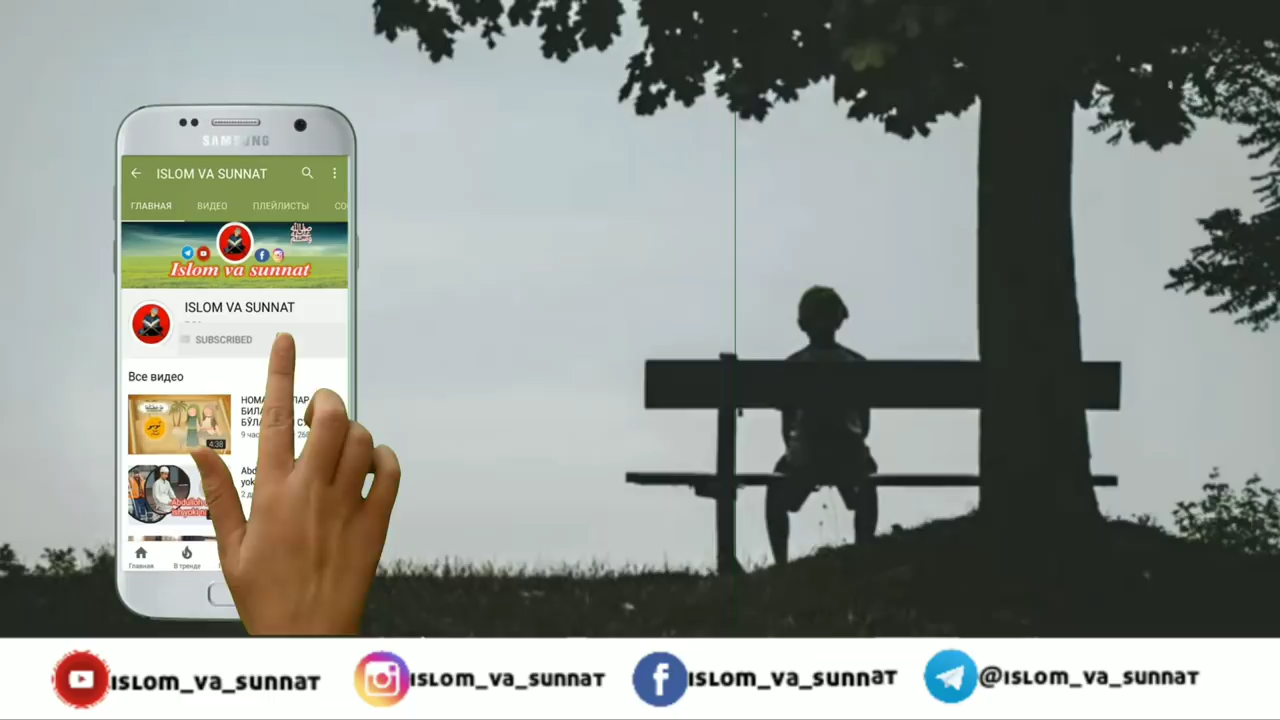 SAMSUNG
ISLOM VA SUNNAT
ГЛАВНАЯ ВИДЕО ПЛЕЙЛИСТЫ СО
Islom va sunnat
ISLOM VA SUNNAT
SUBSCRIBED
Все видео
4:38
Главная В тренде
ISLOM_VA_SUNNAT ISLOM_VA_SUNNAT ISLOM_VA_SUNNAT @ISLOM_VA_SUNNAT